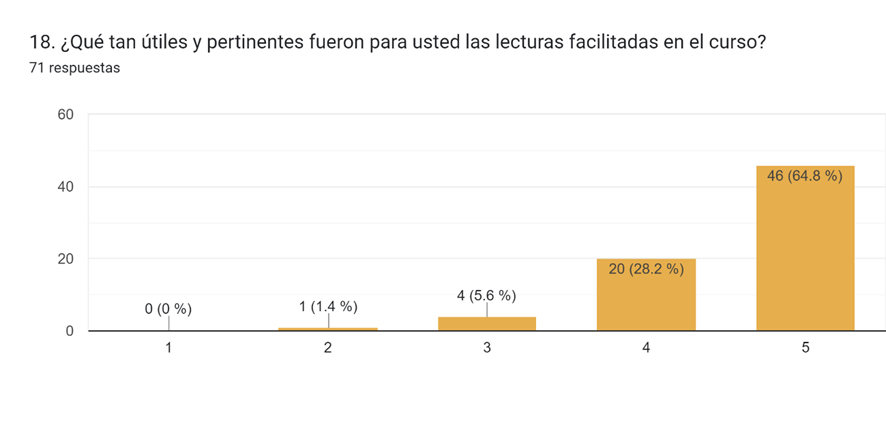 18. ¿Qué tan útiles y pertinentes fueron para usted las lecturas facilitadas en el curso?
71 respuestas
60
40
20
0
0 (0 %)
1 (1.4 %)
4 (5.6 %)
20 (28.2 %)
46 (64.8 %)
1 2 3 4 5